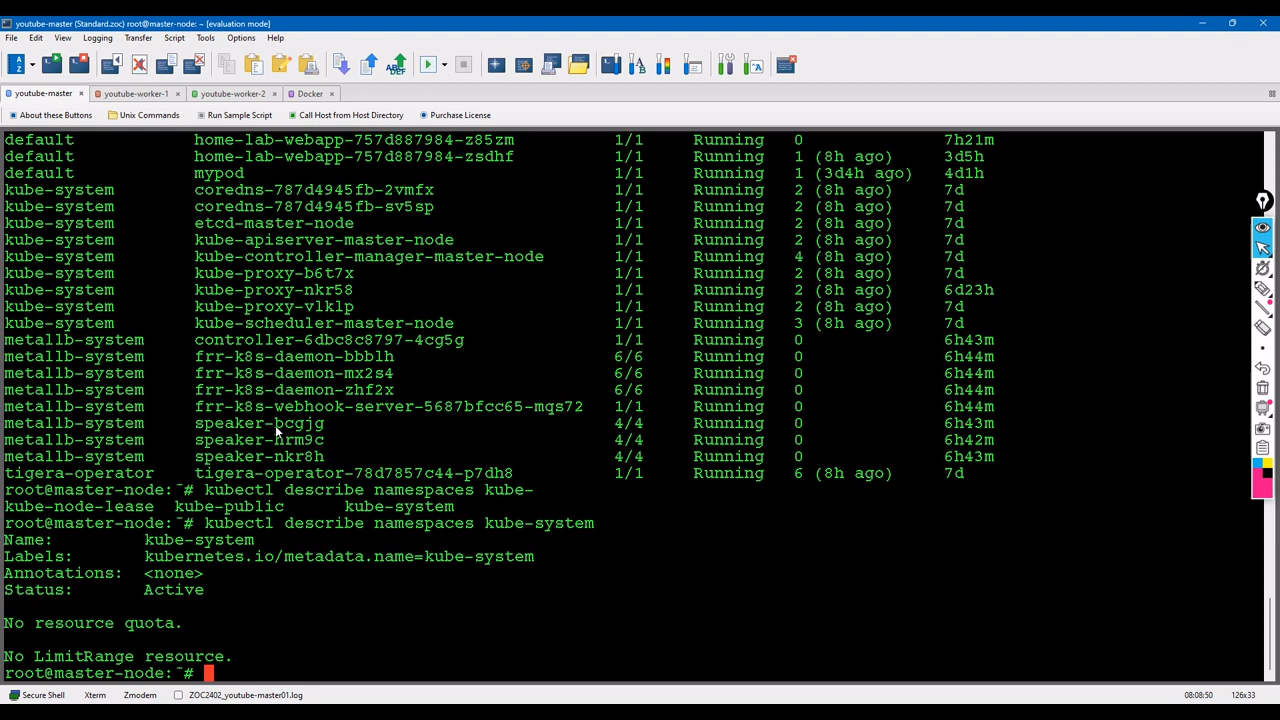 youtube-master (Standard.zoc) root@master-node: ~ [evaluation mode]
File Edit View Logging Transfer Script Tools Options Help
youtube-master youtube-worker-1 youtube-worker-2 Docker
About these Buttons Unix Commands Run Sample Script Call Host from Host Directory Purchase License
default home-lab-webapp-757d887984-z85zm 1/1 Running 0 7h21m
default home-lab-webapp-757d887984-zsdhf 1/1 Running 1 (8h ago) 3d5h
default mypod 1/1 Running 1 (3d4h ago) 4d1h
kube-system coredns-787d4945fb-2vmfx 1/1 Running 2 (8h ago) 7d
kube-system coredns-787d4945fb-sv5sp 1/1 Running 2 (8h ago) 7d
kube-system etcd-master-node 1/1 Running 2 (8h ago) 7d
kube-system kube-apiserver-master-node 1/1 Running 2 (8h ago) 7d
kube-system kube-controller-manager-master-node 1/1 Running 4 (8h ago) 7d
kube-system kube-proxy-b6t7x 1/1 Running 2 (8h ago) 7d
kube-system kube-proxy-nkr58 1/1 Running 2 (8h ago) 6d23h
kube-system kube-proxy-vlklp 1/1 Running 2 (8h ago) 7d
kube-system kube-scheduler-master-node 1/1 Running 3 (8h ago) 7d
metallb-system controller-6dbc8c8797-4cg5g 1/1 Running 0 6h43m
metallb-system frr-k8s-daemon-bbblh 6/6 Running 0 6h44m
metallb-system frr-k8s-daemon-mx2s4 6/6 Running 0 6h44m
metallb-system frr-k8s-daemon-zhf2x 6/6 Running 0 6h44m
metallb-system frr-k8s-webhook-server-5687bfcc65-mqs72 1/1 Running 0 6h44m
metallb-system speaker-bcgjg 4/4 Running 0 6h43m
metallb-system speaker-hrm9c 4/4 Running 0 6h42m
metallb-system speaker-nkr8h 4/4 Running 0 6h43m
tigera-operator tigera-operator-78d7857c44-p7dh8 1/1 Running 6 (8h ago) 7d
root@master-node:~# kubectl describe namespaces kube-
kube-node-lease kube-public kube-system
root@master-node:~# kubectl describe namespaces kube-system
Name: kube-system
Labels: kubernetes.io/metadata.name=kube-system
Annotations: <none>
Status: Active
No resource quota.
No LimitRange resource.
root@master-node:~#
Secure Shell Xterm Zmodem ZOC2402_youtube-master01.log 08:08:50 126x33